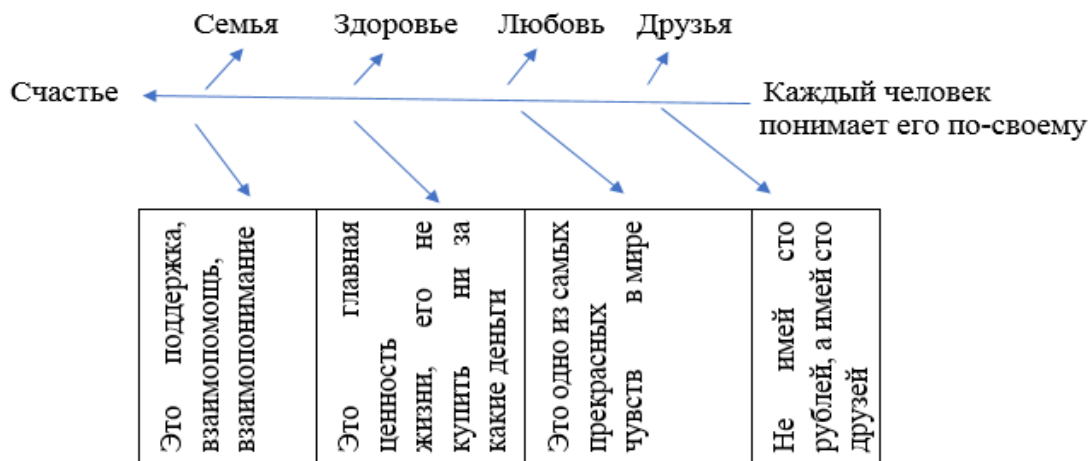 Семья
Здоровье
Любовь
Друзья
Счастье
Каждый человек
понимает его по-своему
Это поддержка,
взаимопомощь,
взаимопонимание
Это главная
ценность
жизни, его не
купить ни за
какие деньги
Это одно из самых
прекрасных
чувств в мире
Не имей сто
рублей, а имей сто
друзей